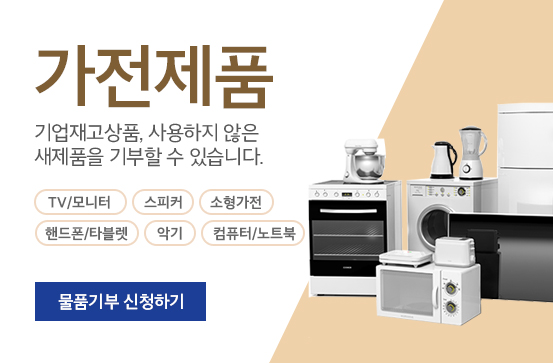 가전제품
기업재고상품, 사용하지 않은
새제품을 기부할 수 있습니다.
TV/모니터 스피커 소형가전
핸드폰/타블렛 악기 컴퓨터/노트북
물품기부 신청하기